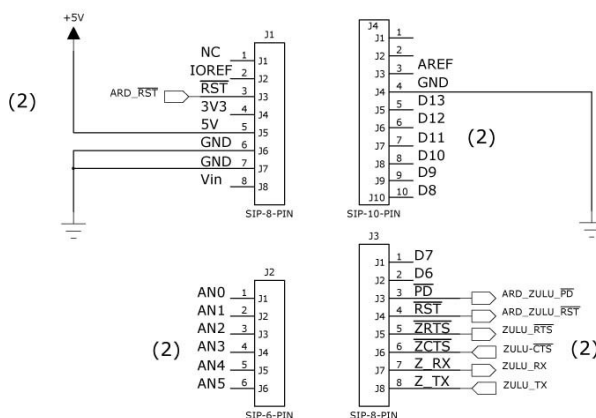 +5V
J1
NC 1 J1
IOREF 2 J2
ARD_RST RST 3 J3
3V3 4 J4
5V 5 J5
GND 6 J6
GND 7 J7
Vin 8 J8
SIP-8-PIN
(2)
J4
J1 1
J2 2
J3 3 AREF
J4 4 GND
J5 5 D13
J6 6 D12
J7 7 D11
J8 8 D10
J9 9 D9
J10 10 D8
SIP-10-PIN
(2)
J2
AN0 1 J1
AN1 2 J2
AN2 3 J3
AN3 4 J4
AN4 5 J5
AN5 6 J6
SIP-6-PIN
(2)
J3
J1 1 D7
J2 2 D6
J3 3 PD ARD_ZULU_PD
J4 4 RST ARD_ZULU_RST
J5 5 ZRTS ZULU_RTS
J6 6 ZCTS ZULU-CTS
J7 7 Z_RX ZULU_RX
J8 8 Z_TX ZULU_TX
SIP-8-PIN
(2)